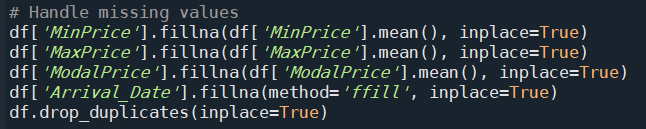 # Handle missing values
df['MinPrice'].fillna(df['MinPrice'].mean(), inplace=True)
df['MaxPrice'].fillna(df['MaxPrice'].mean(), inplace=True)
df['ModalPrice'].fillna(df['ModalPrice'].mean(), inplace=True)
df['Arrival_Date'].fillna(method='ffill', inplace=True)
df.drop_duplicates(inplace=True)